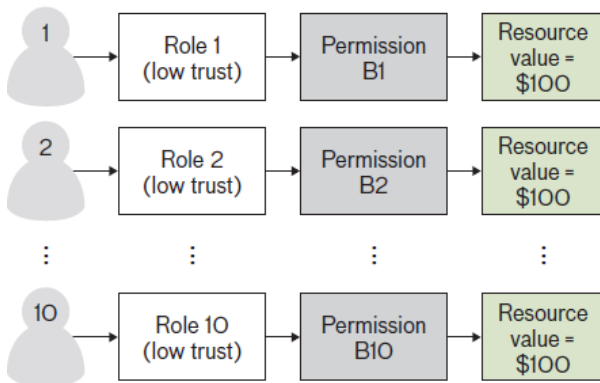 1
Role 1
(low trust)
Permission
B1
Resource
value =
$100
2
Role 2
(low trust)
Permission
B2
Resource
value =
$100
⋮ ⋮ ⋮ ⋮
10
Role 10
(low trust)
Permission
B10
Resource
value =
$100